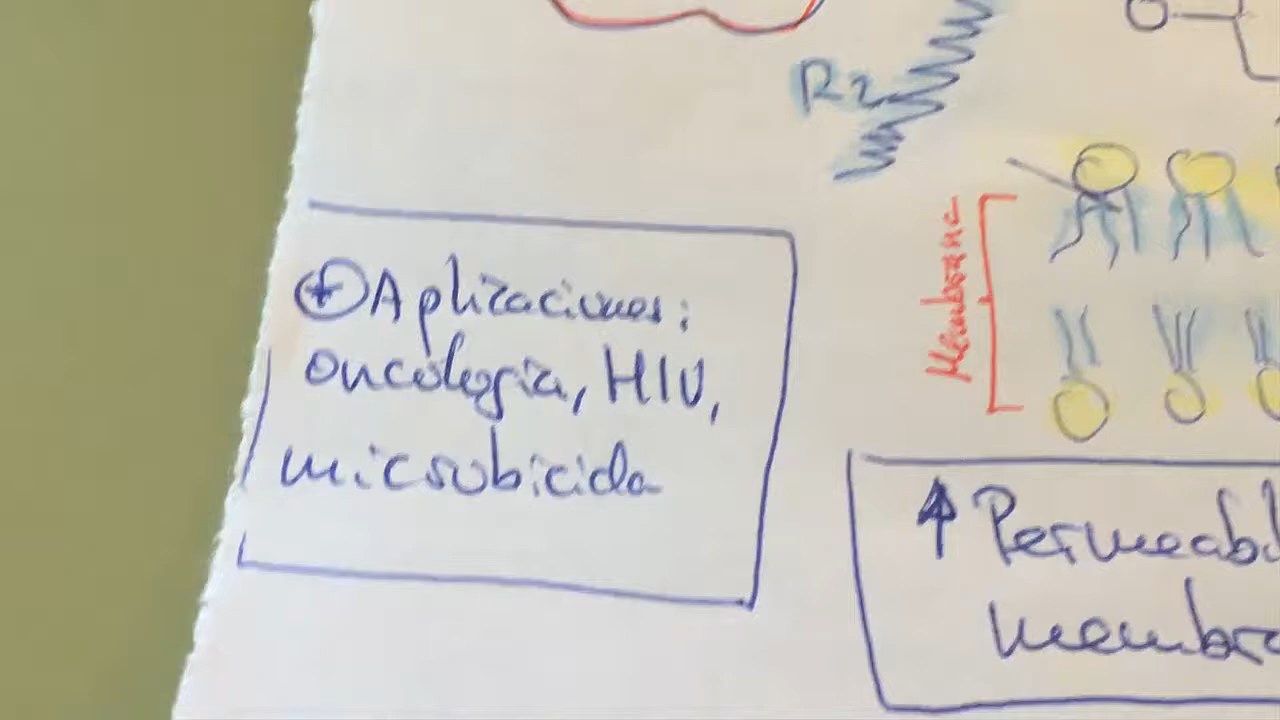 R2
Membrana
⊕ Aplicaciones:
oncología, HIV,
microbicida
↑ Permeabil
membra